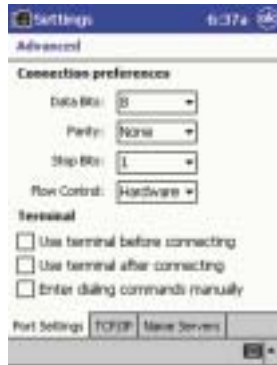 Settings 6:37a ok
Advanced
Connection preferences
Data Bits: 8
Parity: None
Stop Bits: 1
Flow Control: Hardware
Terminal
Use terminal before connecting
Use terminal after connecting
Enter dialing commands manually
Port Settings TCP/IP Name Servers